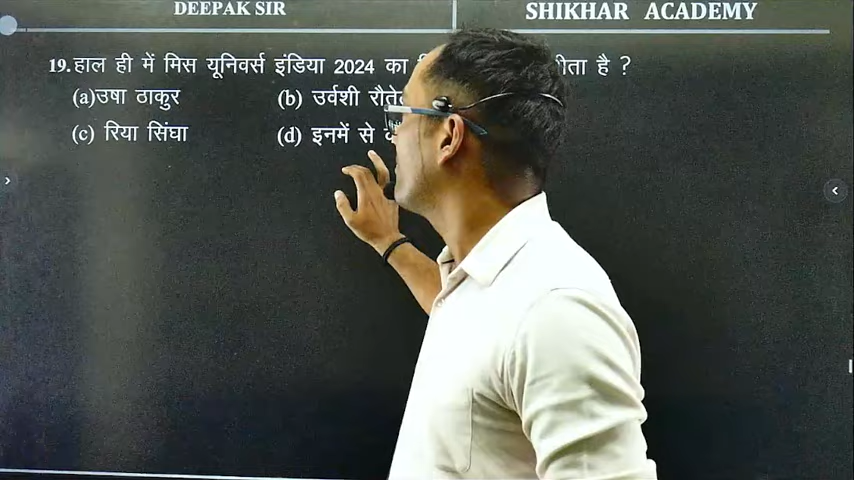 DEEPAK SIR
SHIKHAR ACADEMY
19. हाल ही में मिस यूनिवर्स इंडिया 2024 का है ?
(a)उषा ठाकुर (b) उर्वशी
(c) रिया सिंघा (d) इनमें से